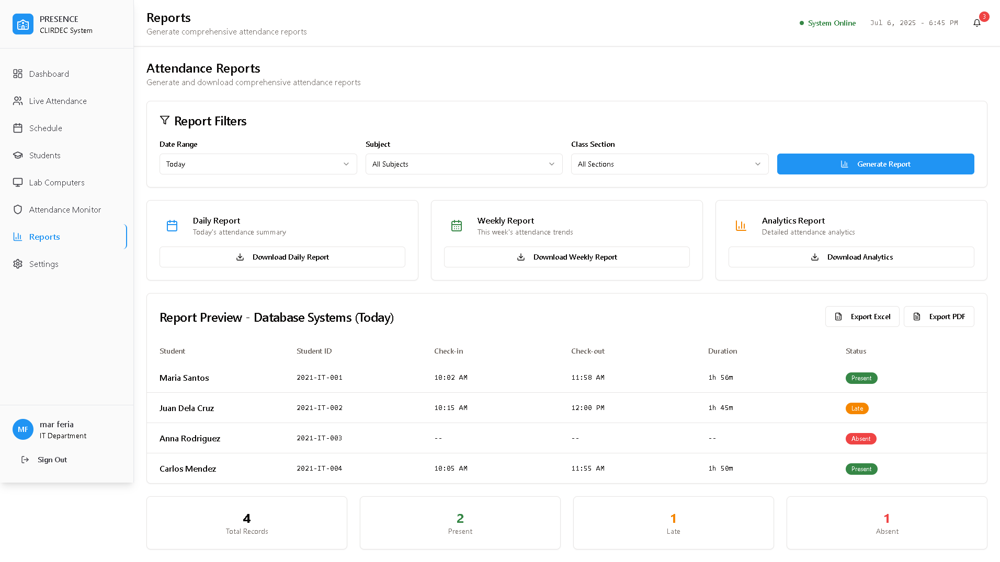 PRESENCE
CLIRDEC System
Dashboard
Live Attendance
Schedule
Students
Lab Computers
Attendance Monitor
Reports
Settings
MF
mar feria
IT Department
Sign Out
Reports
Generate comprehensive attendance reports
System Online
Jul 6, 2025 - 6:45 PM
3
Attendance Reports
Generate and download comprehensive attendance reports
Report Filters
Date Range
Subject
Class Section
Today
All Subjects
All Sections
Generate Report
Daily Report
Today's attendance summary
Download Daily Report
Weekly Report
This week's attendance trends
Download Weekly Report
Analytics Report
Detailed attendance analytics
Download Analytics
Report Preview - Database Systems (Today)
Export Excel
Export PDF
Student Student ID Check-in Check-out Duration Status
Maria Santos 2021-IT-001 10:02 AM 11:58 AM 1h 56m Present
Juan Dela Cruz 2021-IT-002 10:15 AM 12:00 PM 1h 45m Late
Anna Rodriguez 2021-IT-003 -- -- -- Absent
Carlos Mendez 2021-IT-004 10:05 AM 11:55 AM 1h 50m Present
4
Total Records
2
Present
1
Late
1
Absent